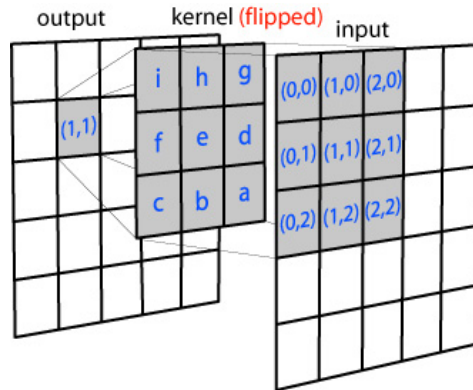 output kernel (flipped) input
i h g (0,0) (1,0) (2,0)
(1,1) f e d (0,1) (1,1) (2,1)
c b a (0,2) (1,2) (2,2)